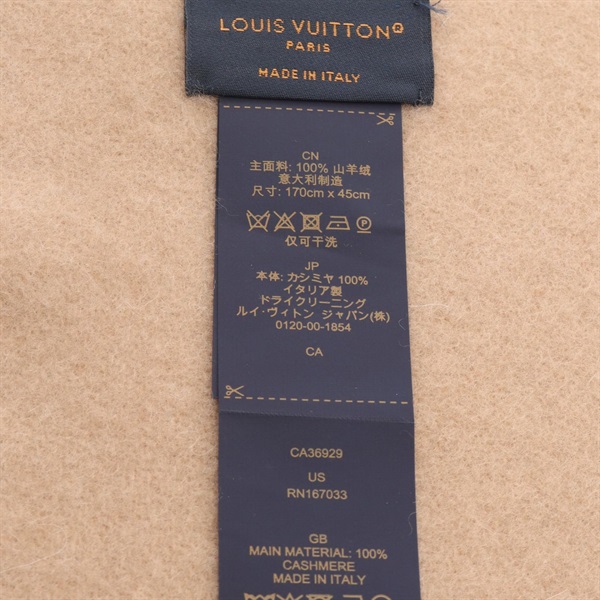 LOUIS VUITTON®
PARIS
MADE IN ITALY
CN
主面料: 100% 山羊绒
意大利制造
尺寸: 170cm x 45cm
P
仅可干洗
JP
本体: カシミヤ 100%
イタリア製
ドライクリーニング
ルイ・ヴィトン ジャパン(株)
0120-00-1854
CA
CA36929
US
RN167033
GB
MAIN MATERIAL: 100%
CASHMERE
MADE IN ITALY